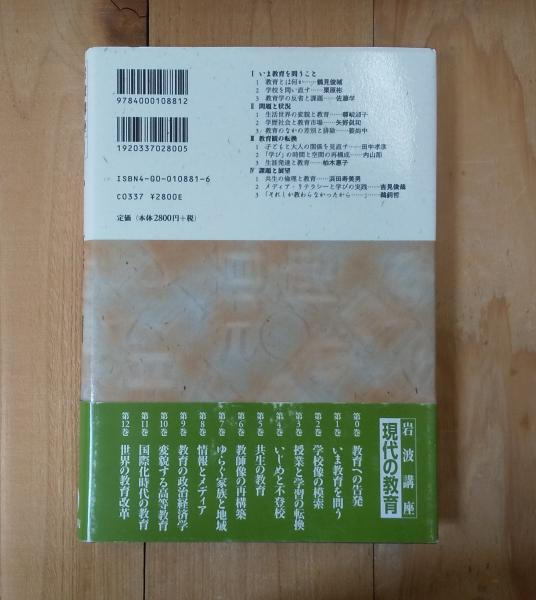 9784000108812
1920337028005
ISBN4-00-010881-6
C0337 ¥2800E
定価（本体2800円+税）
Ⅰ いま教育を問うこと
1 教育とは何か……鶴見俊輔
2 学校を問い直す……栗原彬
3 教育学の反省と課題……佐藤学
Ⅱ 問題と状況
1 生活世界の変貌と教育……
2 学歴社会と教育市場……矢野眞和
3 教育のなかの差別と排除……姜尚中
Ⅲ 教育観の転換
1 子どもと大人の関係を見直す……田中孝彦
2 「学び」の時間と空間の再構成……内山節
3 生涯発達と教育……柏木惠子
Ⅳ 課題と展望
1 共生の倫理と教育……浜田寿美男
2 メディア・リテラシーと学びの実践……吉見俊哉
3 「それしか教わらなかったから……」……鵜飼哲
岩波講座
現代の教育
第0巻 教育への告発
第1巻 いま教育を問う
第2巻 学校像の模索
第3巻 授業と学習の転換
第4巻 いじめと不登校
第5巻 共生の教育
第6巻 教師像の再構築
第7巻 ゆらぐ家族と地域
第8巻 情報とメディア
第9巻 教育の政治経済学
第10巻 変貌する高等教育
第11巻 国際化時代の教育
第12巻 世界の教育改革